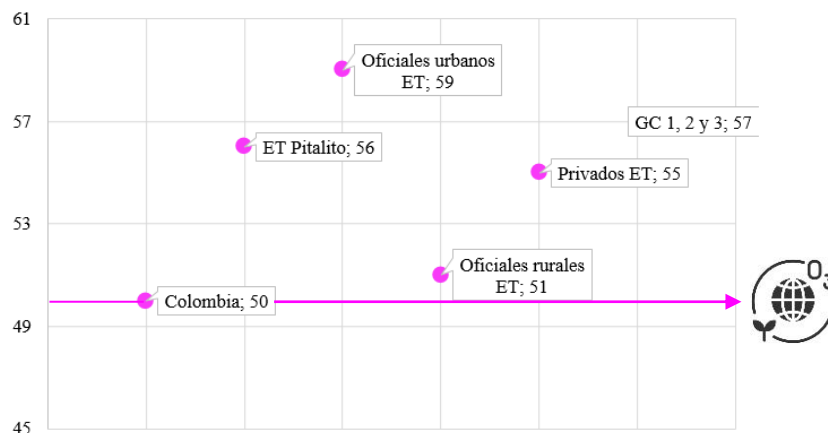 61
Oficiales urbanos
ET; 59
57
GC 1, 2 y 3; 57
ET Pitalito; 56
Privados ET; 55
53
Oficiales rurales
ET; 51
Colombia; 50
49
45
O3